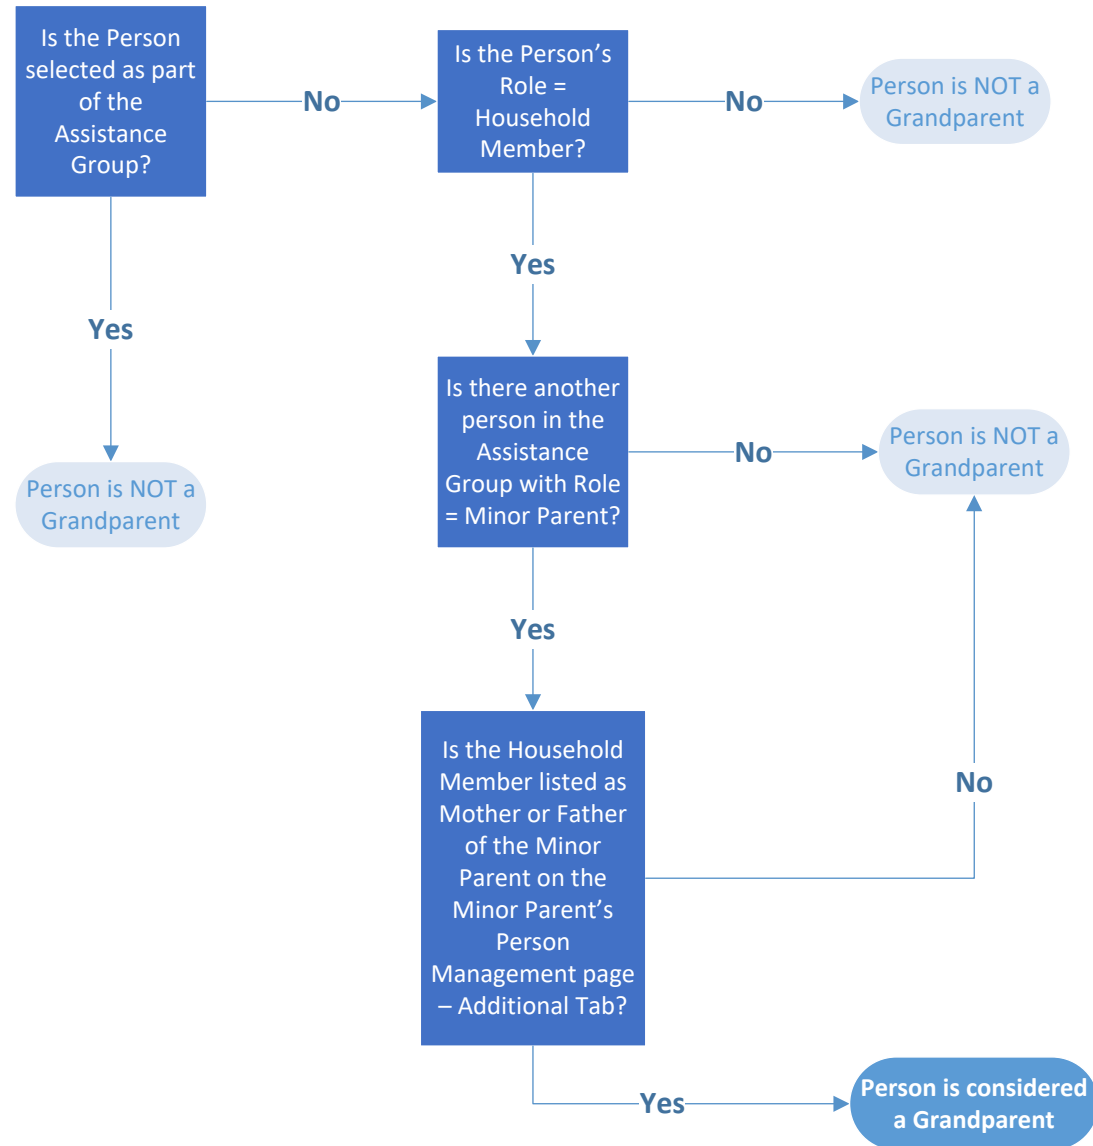 Is the Person
selected as part
of the
Assistance
Group?
No
Is the Person’s
Role =
Household
Member?
No
Person is NOT a
Grandparent
Yes
Person is NOT a
Grandparent
Yes
Is there another
person in the
Assistance
Group with Role
= Minor Parent?
No
Person is NOT a
Grandparent
Yes
Is the Household
Member listed as
Mother or Father
of the Minor
Parent on the
Minor Parent’s
Person
Management page
– Additional Tab?
No
Yes
Person is considered
a Grandparent